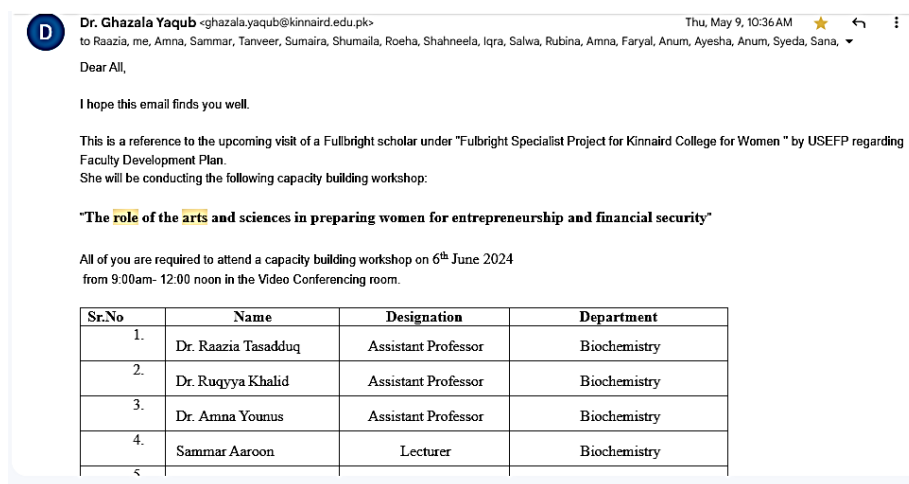 D
Dr. Ghazala Yaqub <ghazala.yaqub@kinnaird.edu.pk> Thu, May 9, 10:36 AM
to Raazia, me, Amna, Sammar, Tanveer, Sumaira, Shumaila, Roeha, Shahneela, Iqra, Salwa, Rubina, Amna, Faryal, Anum, Ayesha, Anum, Syeda, Sana,
Dear All,
I hope this email finds you well.
This is a reference to the upcoming visit of a Fullbright scholar under "Fulbright Specialist Project for Kinnaird College for Women " by USEFP regarding
Faculty Development Plan.
She will be conducting the following capacity building workshop:
"The role of the arts and sciences in preparing women for entrepreneurship and financial security"
All of you are required to attend a capacity building workshop on 6th June 2024
from 9:00am- 12:00 noon in the Video Conferencing room.
Sr.No Name Designation Department
1. Dr. Raazia Tasadduq Assistant Professor Biochemistry
2. Dr. Ruqyya Khalid Assistant Professor Biochemistry
3. Dr. Amna Younus Assistant Professor Biochemistry
4. Sammar Aaroon Lecturer Biochemistry